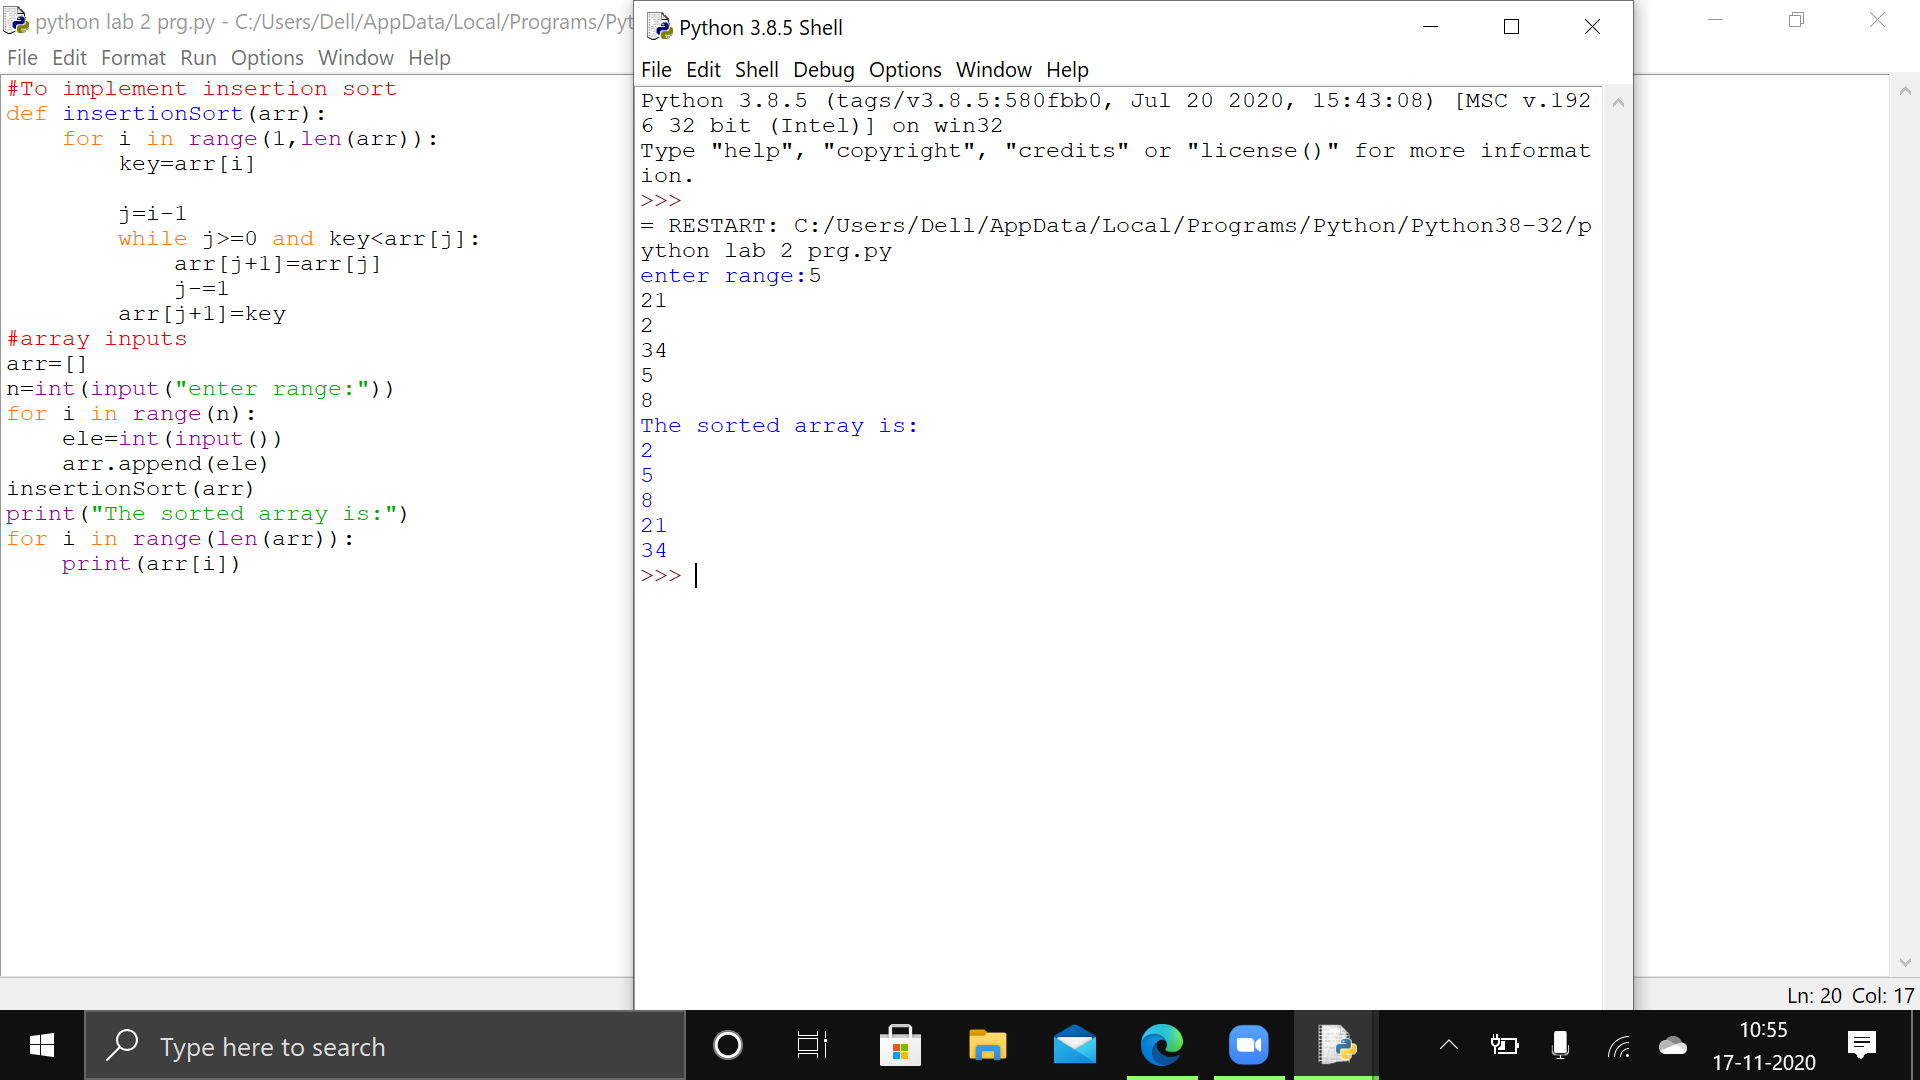 python lab 2 prg.py - C:/Users/Dell/AppData/Local/Programs/Pyt
File Edit Format Run Options Window Help
#To implement insertion sort
def insertionSort(arr):
    for i in range(1,len(arr)):
        key=arr[i]
        j=i-1
        while j>=0 and key<arr[j]:
            arr[j+1]=arr[j]
            j-=1
        arr[j+1]=key
#array inputs
arr=[]
n=int(input("enter range:"))
for i in range(n):
    ele=int(input())
    arr.append(ele)
insertionSort(arr)
print("The sorted array is:")
for i in range(len(arr)):
    print(arr[i])
Python 3.8.5 Shell
File Edit Shell Debug Options Window Help
Python 3.8.5 (tags/v3.8.5:580fbb0, Jul 20 2020, 15:43:08) [MSC v.192
6 32 bit (Intel)] on win32
Type "help", "copyright", "credits" or "license()" for more informat
ion.
>>>
= RESTART: C:/Users/Dell/AppData/Local/Programs/Python/Python38-32/p
ython lab 2 prg.py
enter range:5
21
2
34
5
8
The sorted array is:
2
5
8
21
34
>>>
Ln: 20 Col: 17
Type here to search
10:55
17-11-2020